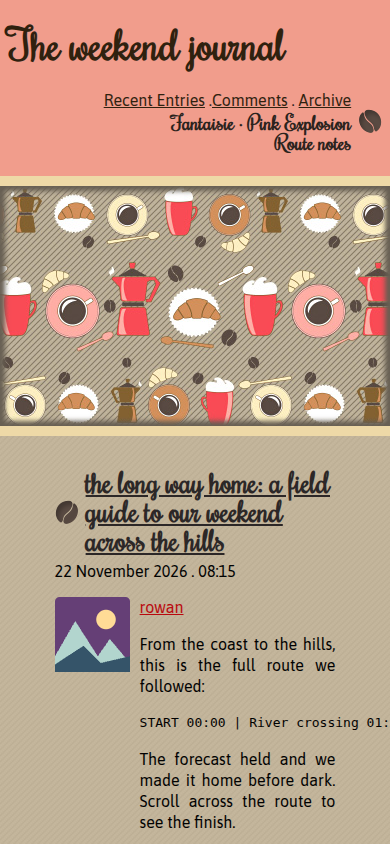 The weekend journal
Recent Entries .Comments . Archive
Fantaisie · Pink Explosion
Route notes
the long way home: a field
guide to our weekend
across the hills
22 November 2026 . 08:15
rowan
From the coast to the hills,
this is the full route we
followed:
START 00:00 | River crossing 01:
The forecast held and we
made it home before dark.
Scroll across the route to
see the finish.